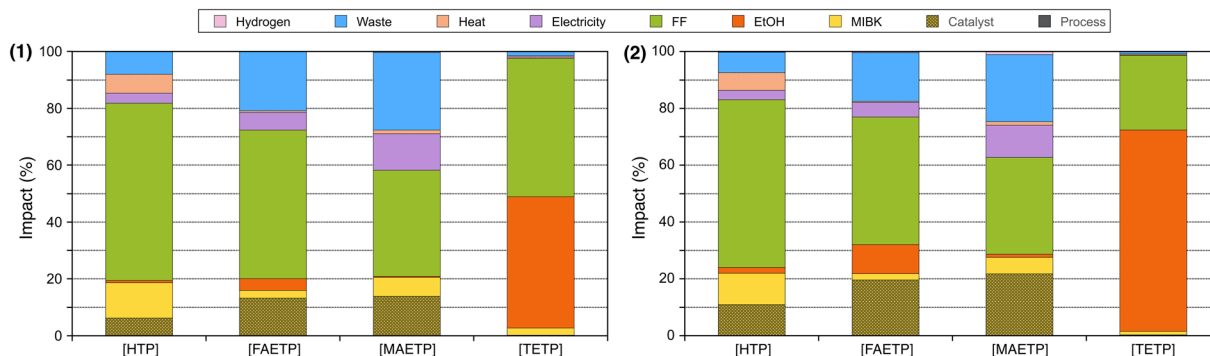 Hydrogen Waste Heat Electricity FF EtOH MIBK Catalyst Process
(1)
Impact (%)
100
80
60
40
20
0
[HTP] [FAETP] [MAETP] [TETP]
(2)
Impact (%)
100
80
60
40
20
0
[HTP] [FAETP] [MAETP] [TETP]